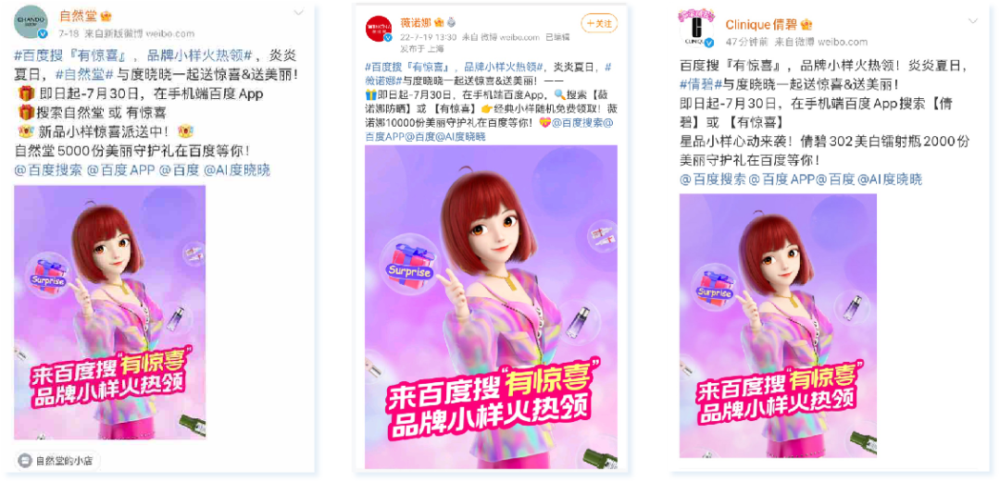 CHANDO
自然堂
7-18 来自新版微博 weibo.com
#百度搜『有惊喜』，品牌小样火热领#，炎炎
夏日，#自然堂#与度晓晓一起送惊喜&送美丽！
🎁即日起-7月30日，在手机端百度App
🎁搜索自然堂 或 有惊喜
新品小样惊喜派送中！
自然堂5000份美丽守护礼在百度等你！
@百度搜索 @百度APP @百度 @AI度晓晓
Surprise
来百度搜“有惊喜”
品牌小样火热领
自然堂的小店
薇诺娜
+关注
22-7-19 13:30 来自 微博 weibo.com 已编辑
发布于 上海
#百度搜『有惊喜』，品牌小样火热领#，炎炎夏日，#
薇诺娜#与度晓晓一起送惊喜&送美丽！——
🎁即日起-7月30日，在手机端百度App，🔍搜索【薇
诺娜防晒】或【有惊喜】👉经典小样随机免费领取！薇
诺娜10000份美丽守护礼在百度等你！💝@百度搜索@百
度APP@百度@AI度晓晓
Surprise
来百度搜“有惊喜”
品牌小样火热领
CLINIQUE
Clinique倩碧
47分钟前 来自微博 weibo.com
百度搜『有惊喜』，品牌小样火热领！炎炎夏日，
#倩碧#与度晓晓一起送惊喜&送美丽！
即日起-7月30日，在手机端百度App搜索【倩
碧】或 【有惊喜】
星品小样心动来袭！倩碧302美白镭射瓶2000份
美丽守护礼在百度等你！
@百度搜索 @百度 @百度APP@AI度晓晓
Surprise
来百度搜“有惊喜”
品牌小样火热领